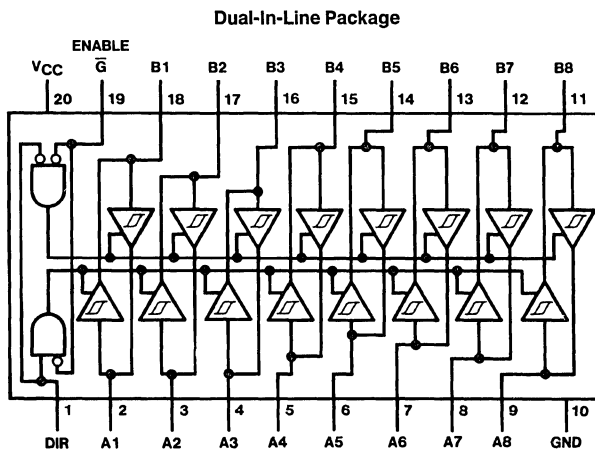 Dual-In-Line Package
ENABLE
VCC G̅ B1 B2 B3 B4 B5 B6 B7 B8
20 19 18 17 16 15 14 13 12 11
1 2 3 4 5 6 7 8 9 10
DIR A1 A2 A3 A4 A5 A6 A7 A8 GND